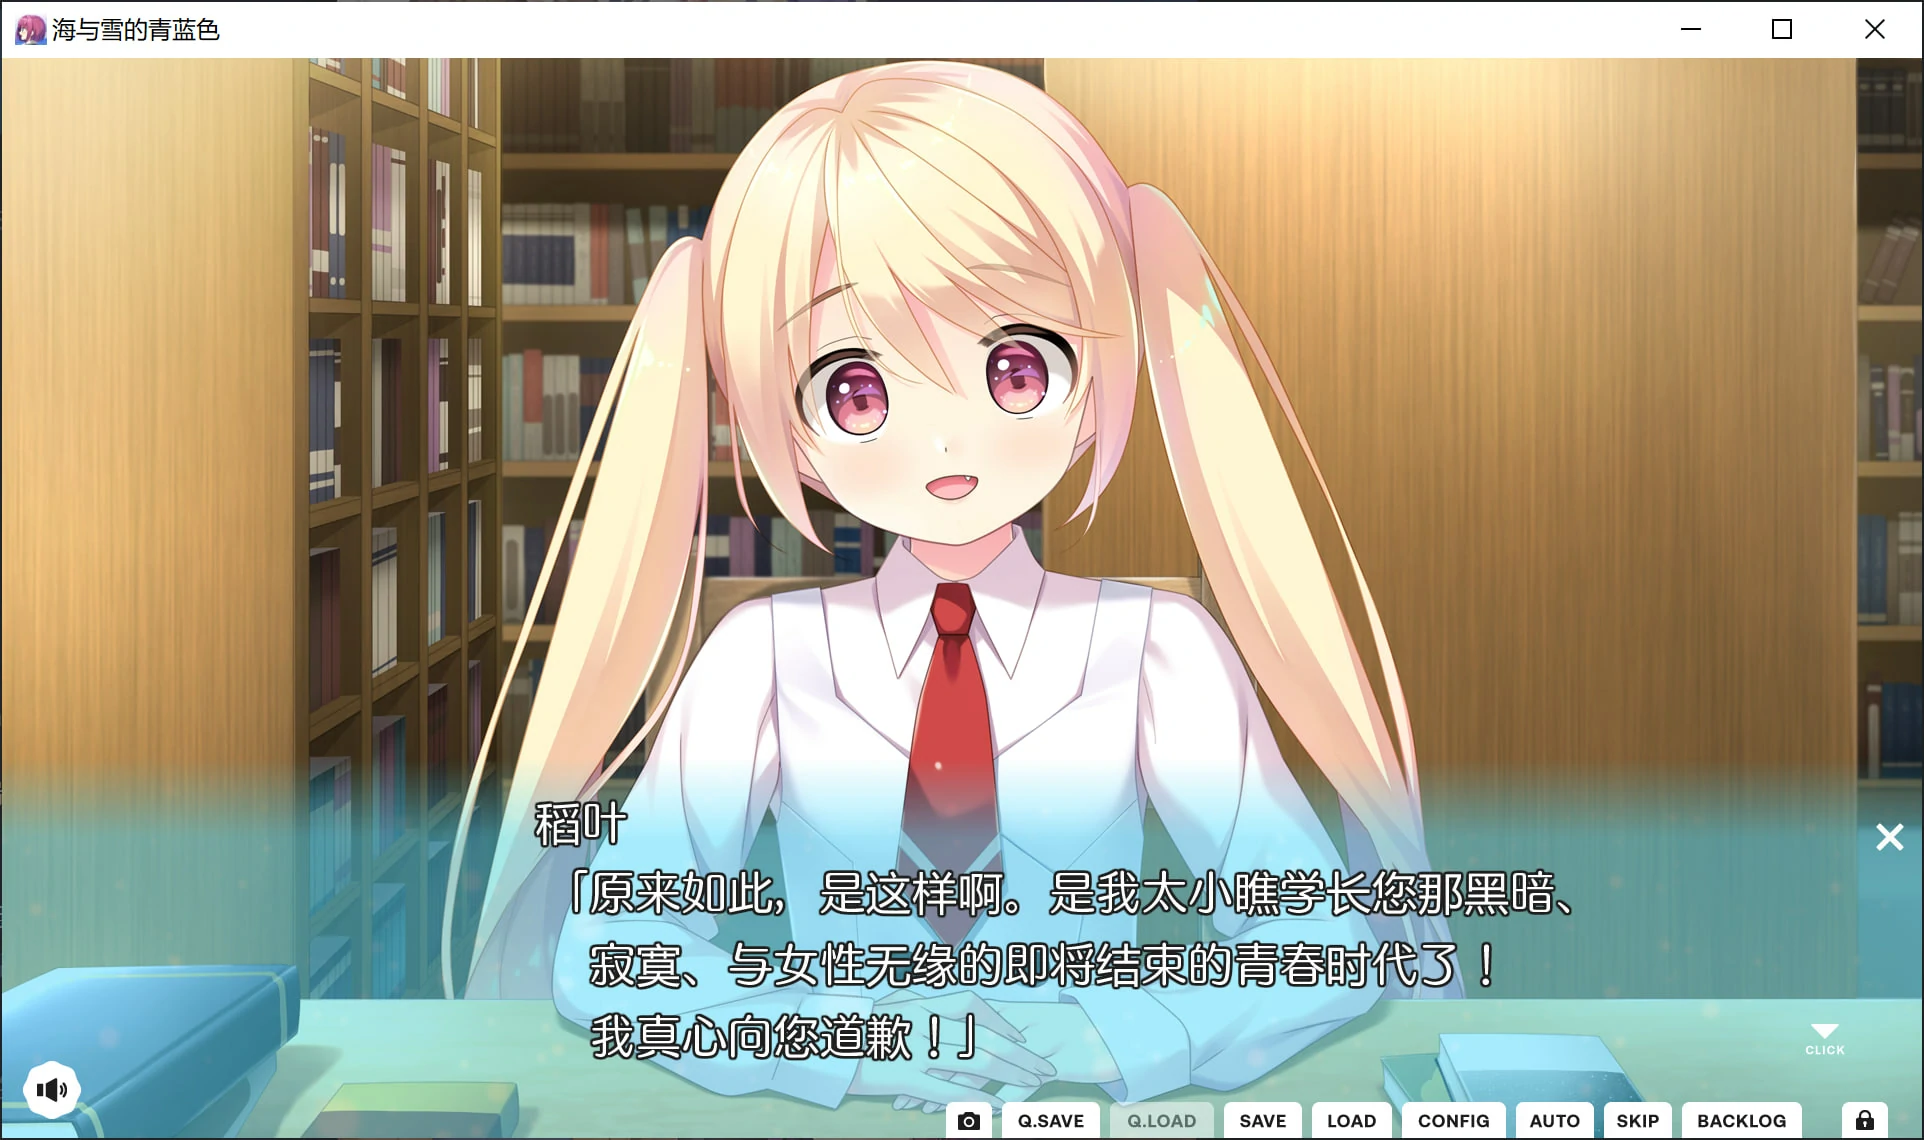 海与雪的青蓝色
稻叶
「原来如此，是这样啊。是我太小瞧学长您那黑暗、
寂寞、与女性无缘的即将结束的青春时代了！
我真心向您道歉！」
CLICK
Q.SAVE
Q.LOAD
SAVE
LOAD
CONFIG
AUTO
SKIP
BACKLOG